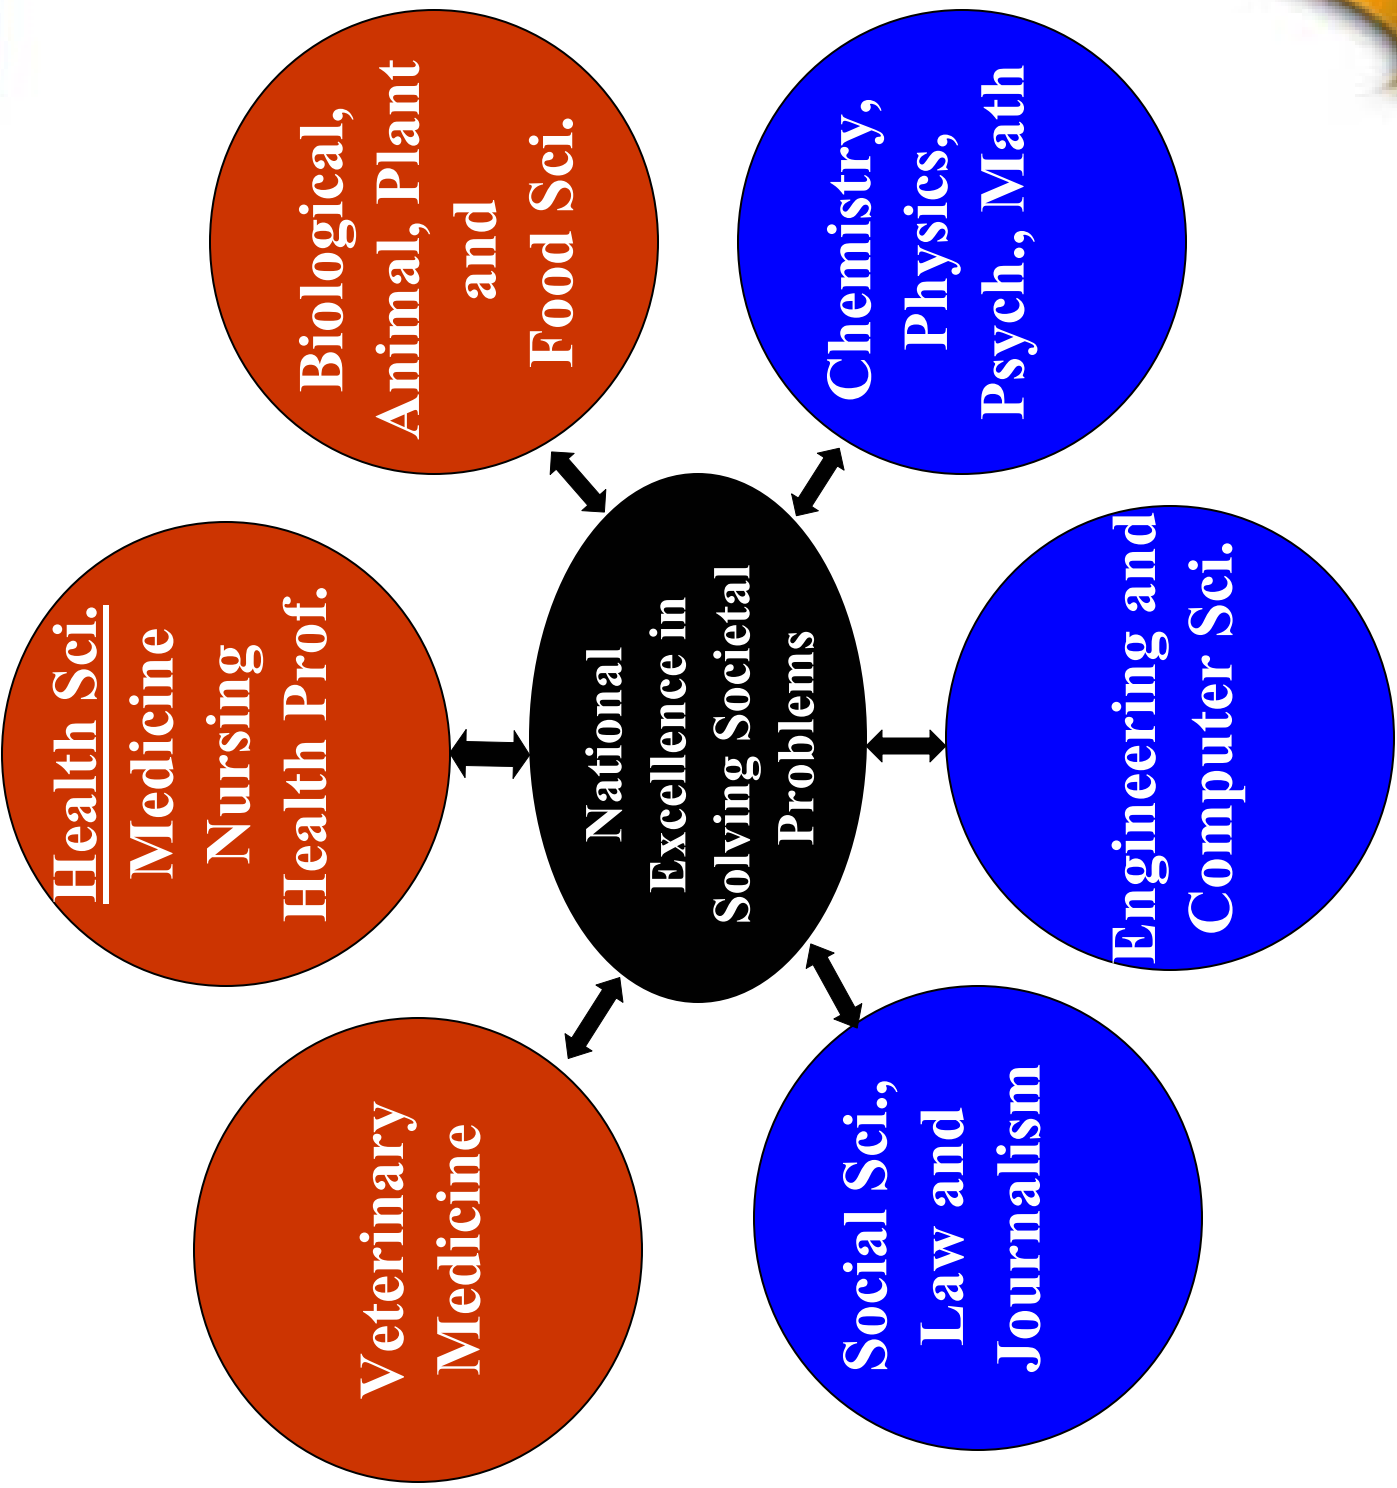 Health Sci.
Medicine
Nursing
Health Prof.
Veterinary
Medicine
Biological,
Animal, Plant
and
Food Sci.
National
Excellence in
Solving Societal
Problems
Social Sci.,
Law and
Journalism
Chemistry,
Physics,
Psych., Math
Engineering and
Computer Sci.